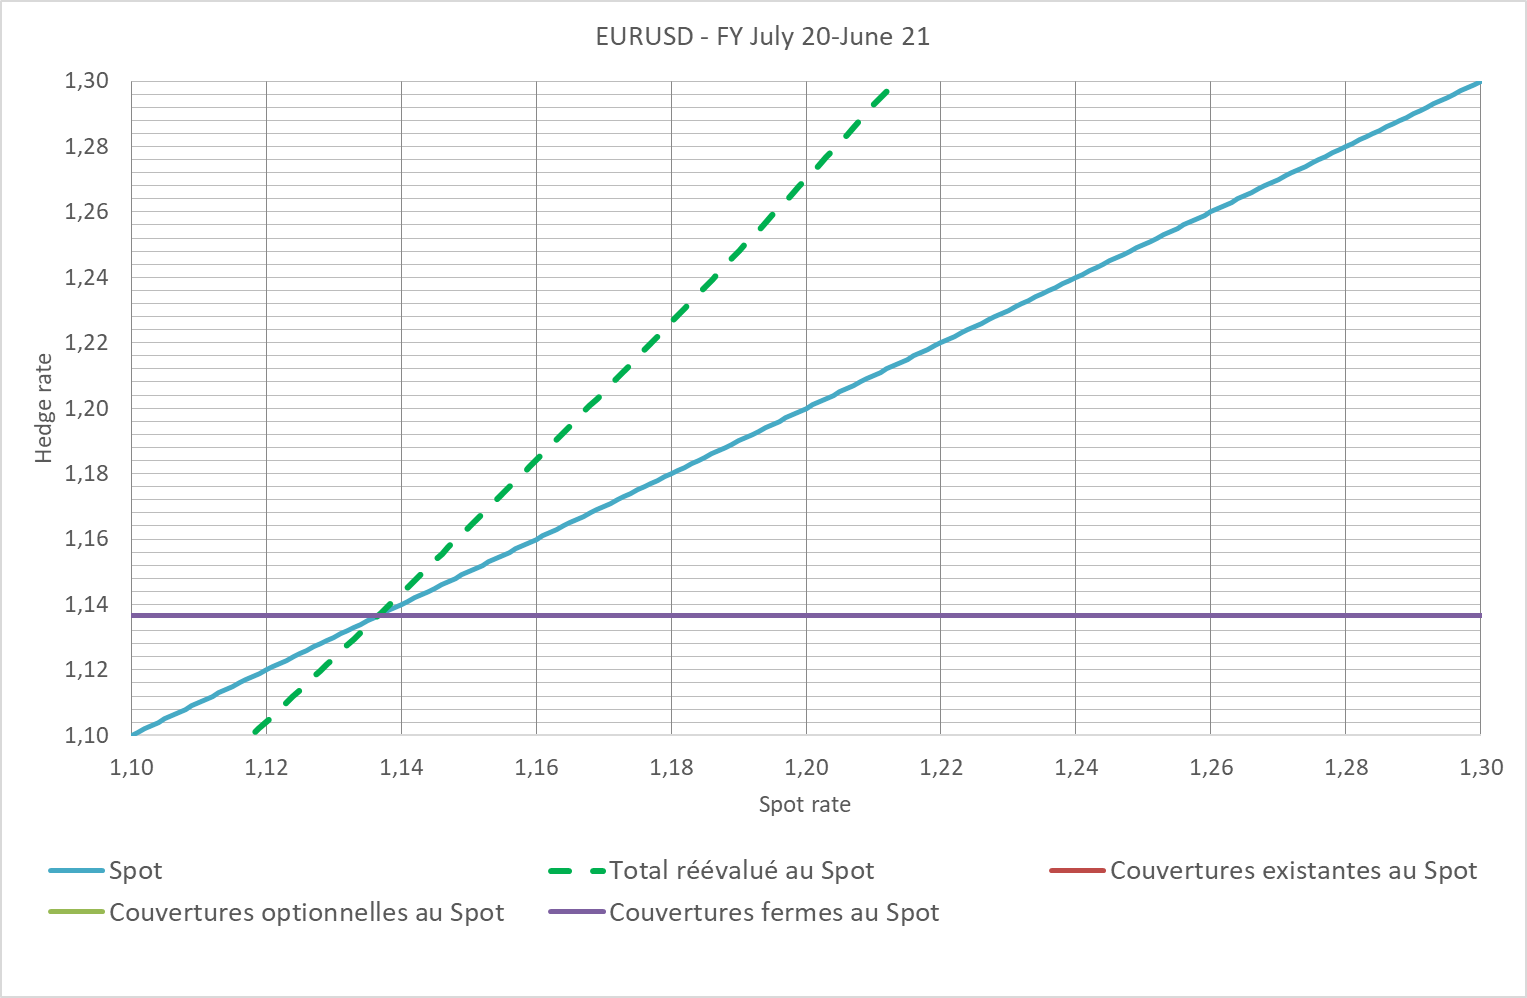 EURUSD - FY July 20-June 21
1,30
1,28
1,26
1,24
1,22
1,20
1,18
1,16
1,14
1,12
1,10
Hedge rate
1,10 1,12 1,14 1,16 1,18 1,20 1,22 1,24 1,26 1,28 1,30
Spot rate
Spot Total réévalué au Spot Couvertures existantes au Spot
Couvertures optionnelles au Spot Couvertures fermes au Spot